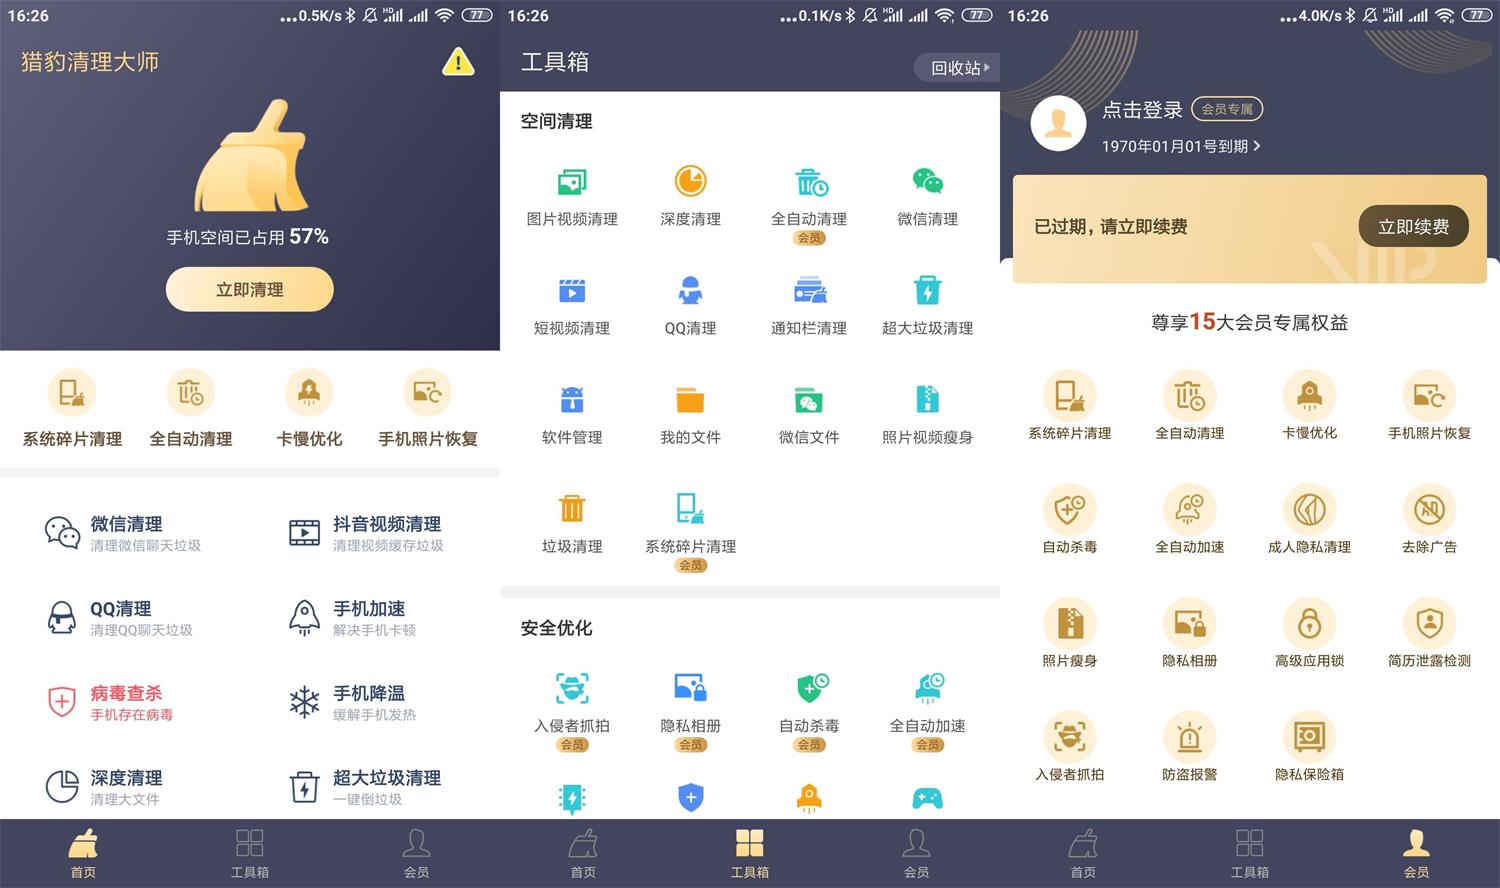 16:26
...0.5K/s
HD
77
猎豹清理大师
手机空间已占用 57%
立即清理
系统碎片清理
全自动清理
卡慢优化
手机照片恢复
微信清理
清理微信聊天垃圾
抖音视频清理
清理视频缓存垃圾
QQ清理
清理QQ聊天垃圾
手机加速
解决手机卡顿
病毒查杀
手机存在病毒
手机降温
缓解手机发热
深度清理
清理大文件
超大垃圾清理
一键倒垃圾
首页
工具箱
会员
16:26
...0.1K/s
HD
77
工具箱
回收站
空间清理
图片视频清理
深度清理
全自动清理
会员
微信清理
短视频清理
QQ清理
通知栏清理
超大垃圾清理
软件管理
我的文件
微信文件
照片视频瘦身
垃圾清理
系统碎片清理
会员
安全优化
入侵者抓拍
会员
隐私相册
会员
自动杀毒
会员
全自动加速
会员
首页
工具箱
会员
16:26
...4.0K/s
HD
77
点击登录
会员专属
1970年01月01号到期
已过期，请立即续费
立即续费
VIP
尊享15大会员专属权益
系统碎片清理
全自动清理
卡慢优化
手机照片恢复
自动杀毒
全自动加速
成人隐私清理
AD
去除广告
照片瘦身
隐私相册
高级应用锁
简历泄露检测
入侵者抓拍
防盗报警
隐私保险箱
首页
工具箱
会员